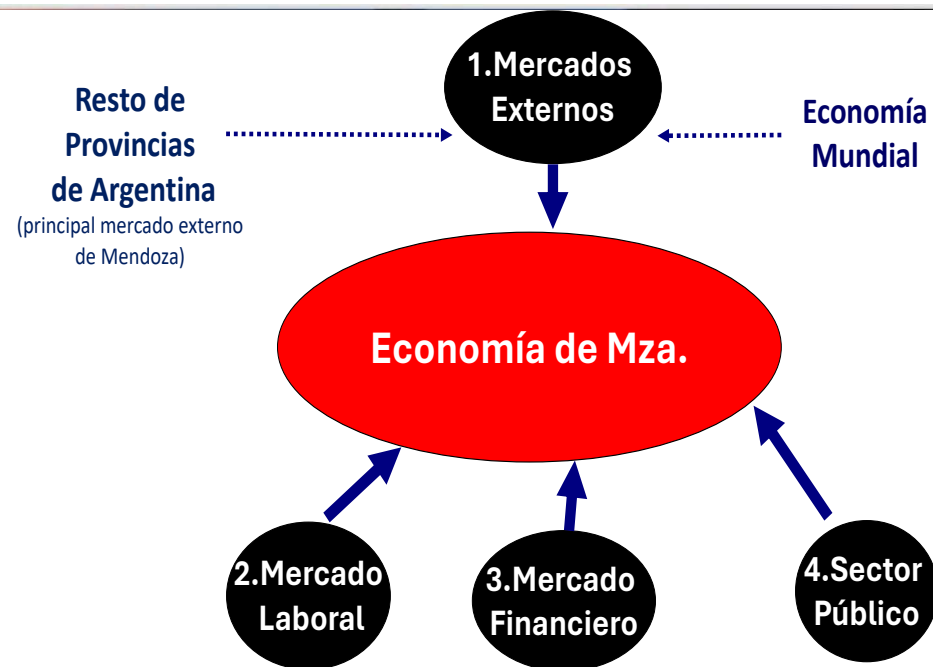 1.Mercados
Externos
Resto de
Provincias
de Argentina
(principal mercado externo
de Mendoza)
Economía
Mundial
Economía de Mza.
2.Mercado
Laboral
3.Mercado
Financiero
4.Sector
Público